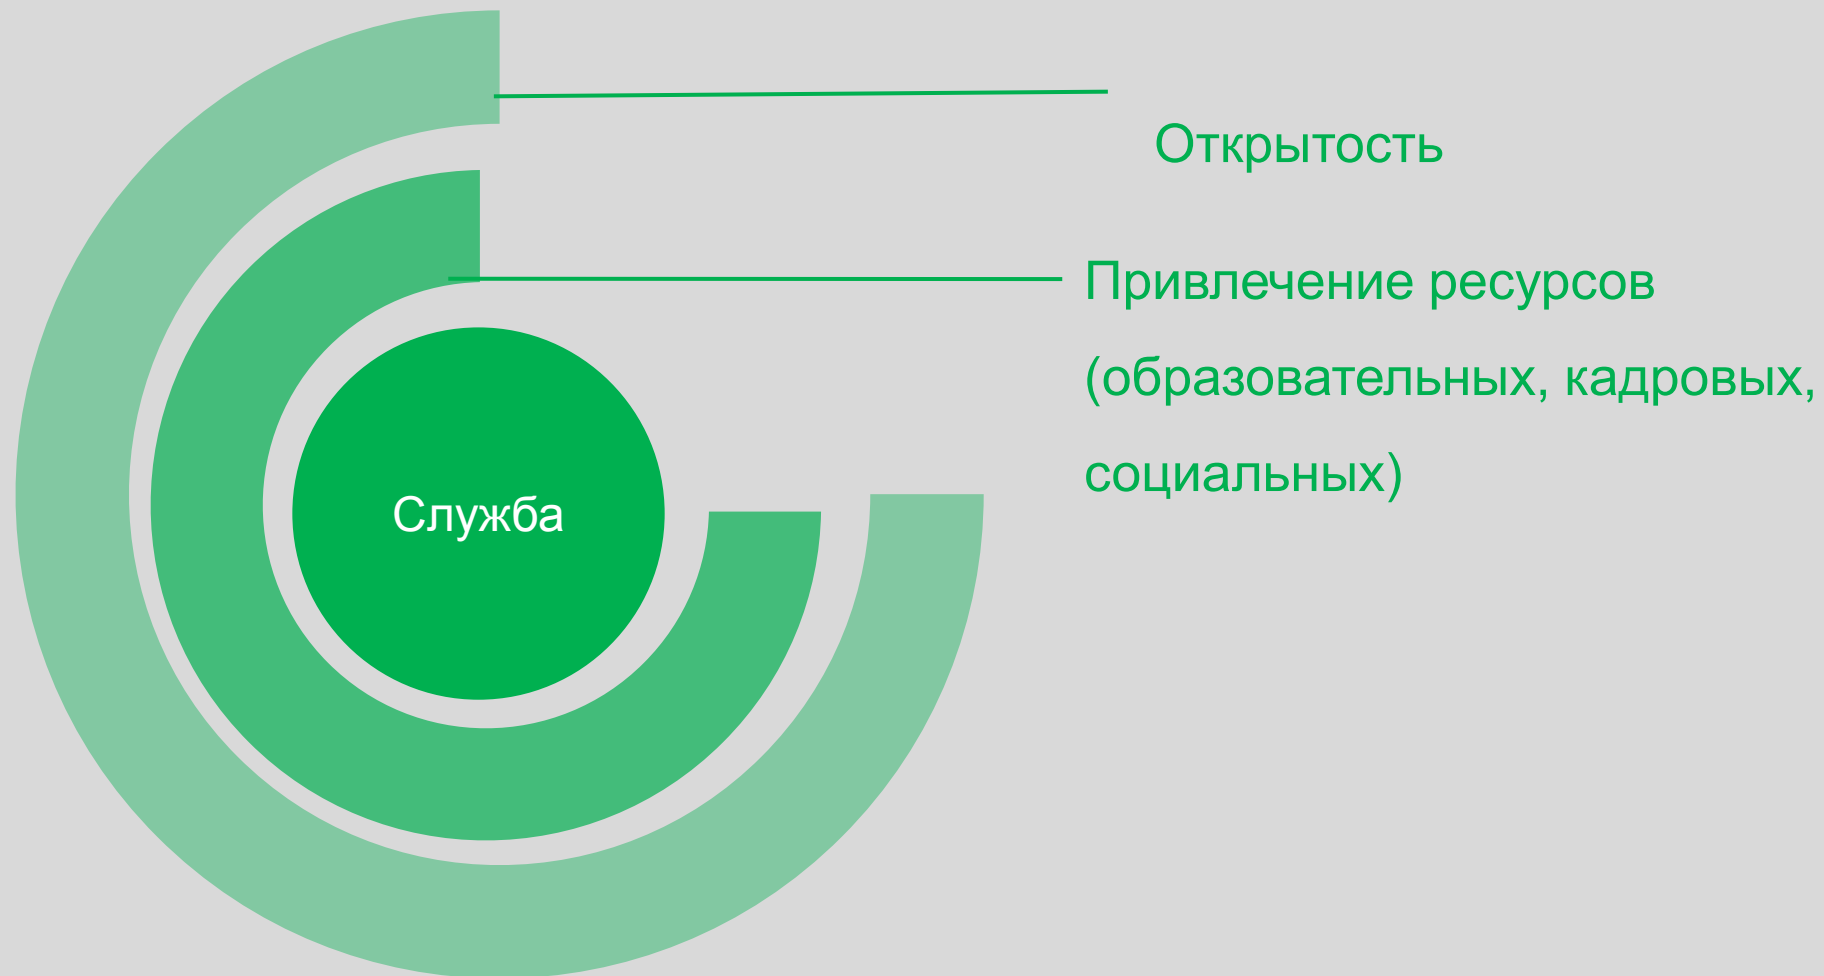 Открытость
Привлечение ресурсов
(образовательных, кадровых,
социальных)
Служба